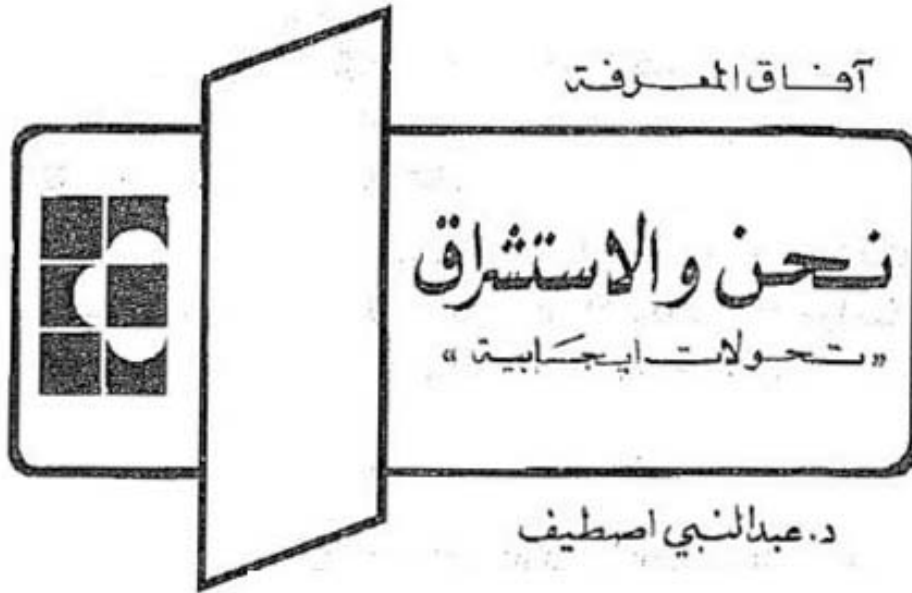 آفاق المعرفة
نحن والاستشراق
«تحولات ايجابية»
د. عبدالنبي اصطيف